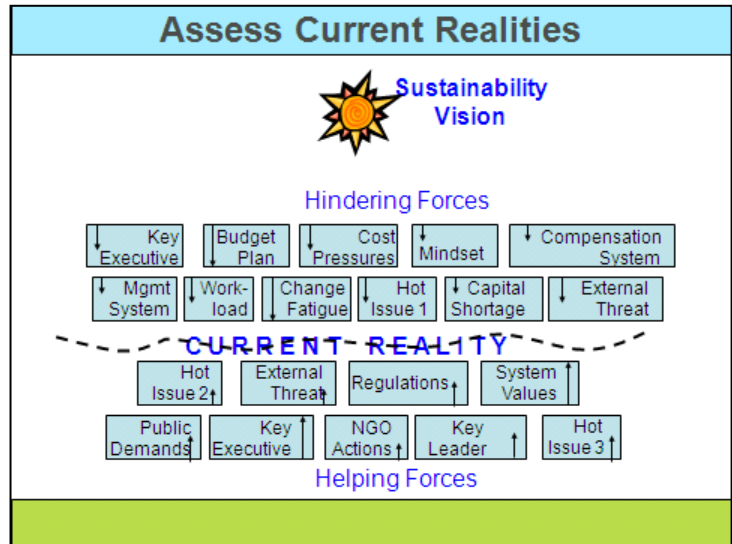 Assess Current Realities
Sustainability
Vision
Hindering Forces
Key
Executive
Budget
Plan
Cost
Pressures
Mindset
Compensation
System
Mgmt
System
Work-
load
Change
Fatigue
Hot
Issue 1
Capital
Shortage
External
Threat
CURRENT REALITY
Hot
Issue 2
External
Threat
Regulations
System
Values
Public
Demands
Key
Executive
NGO
Actions
Key
Leader
Hot
Issue 3
Helping Forces